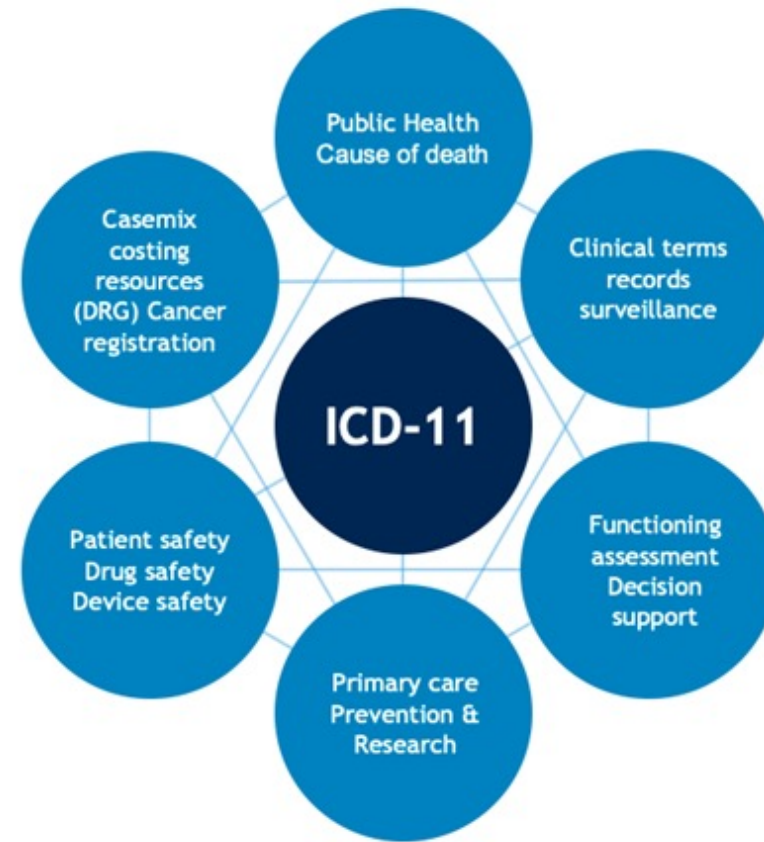 Public Health
Cause of death
Clinical terms
records
surveillance
Functioning
assessment
Decision
support
Primary care
Prevention &
Research
Patient safety
Drug safety
Device safety
Casemix
costing
resources
(DRG) Cancer
registration
ICD-11